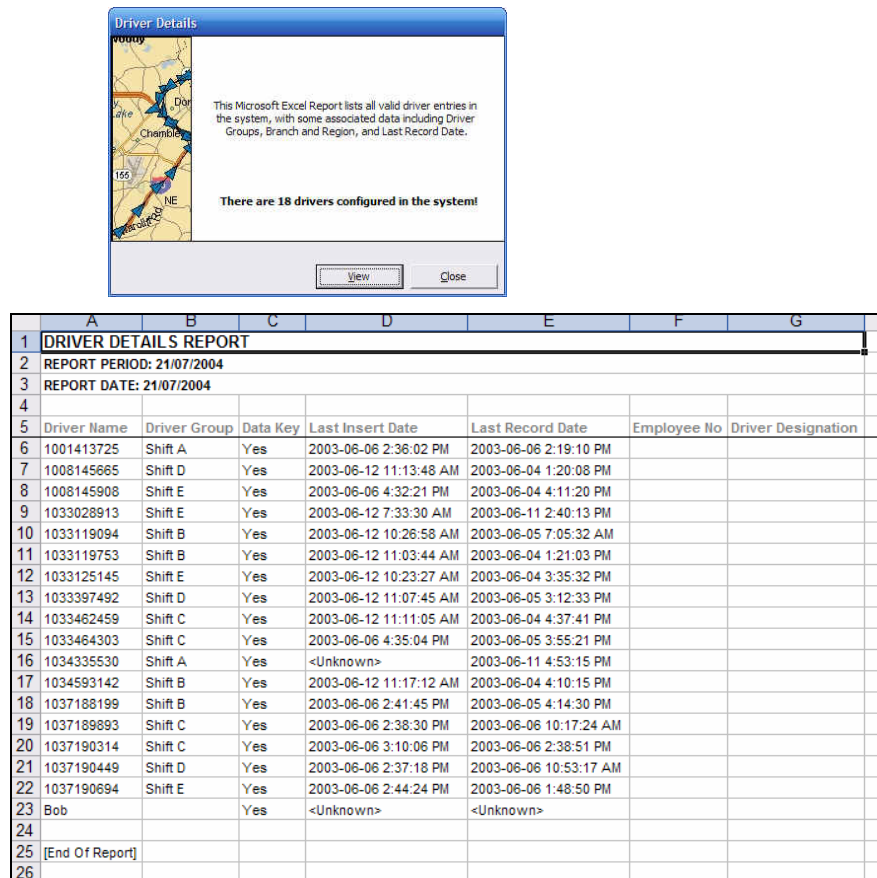 Driver Details
woody
Lake
Dor
Chamble
155
NE
This Microsoft Excel Report lists all valid driver entries in
the system, with some associated data including Driver
Groups, Branch and Region, and Last Record Date.
There are 18 drivers configured in the system!
View Close
A B C D E F G
1 DRIVER DETAILS REPORT
2 REPORT PERIOD: 21/07/2004
3 REPORT DATE: 21/07/2004
4
5 Driver Name Driver Group Data Key Last Insert Date Last Record Date Employee No Driver Designation
6 1001413725 Shift A Yes 2003-06-06 2:36:02 PM 2003-06-06 2:19:10 PM
7 1008145665 Shift D Yes 2003-06-12 11:13:48 AM 2003-06-04 1:20:08 PM
8 1008145908 Shift E Yes 2003-06-06 4:32:21 PM 2003-06-04 4:11:20 PM
9 1033028913 Shift E Yes 2003-06-12 7:33:30 AM 2003-06-11 2:40:13 PM
10 1033119094 Shift B Yes 2003-06-12 10:26:58 AM 2003-06-05 7:05:32 AM
11 1033119753 Shift B Yes 2003-06-12 11:03:44 AM 2003-06-04 1:21:03 PM
12 1033125145 Shift E Yes 2003-06-12 10:23:27 AM 2003-06-04 3:35:32 PM
13 1033397492 Shift D Yes 2003-06-12 11:07:45 AM 2003-06-05 3:12:33 PM
14 1033462459 Shift C Yes 2003-06-12 11:11:05 AM 2003-06-04 4:37:41 PM
15 1033464303 Shift C Yes 2003-06-06 4:35:04 PM 2003-06-05 3:55:21 PM
16 1034335530 Shift A Yes <Unknown> 2003-06-11 4:53:15 PM
17 1034593142 Shift B Yes 2003-06-12 11:17:12 AM 2003-06-04 4:10:15 PM
18 1037188199 Shift B Yes 2003-06-06 2:41:45 PM 2003-06-05 4:14:30 PM
19 1037189893 Shift C Yes 2003-06-06 2:38:30 PM 2003-06-06 10:17:24 AM
20 1037190314 Shift C Yes 2003-06-06 3:10:06 PM 2003-06-06 2:38:51 PM
21 1037190449 Shift D Yes 2003-06-06 2:37:18 PM 2003-06-06 10:53:17 AM
22 1037190694 Shift E Yes 2003-06-06 2:44:24 PM 2003-06-06 1:48:50 PM
23 Bob Yes <Unknown> <Unknown>
24
25 [End Of Report]
26